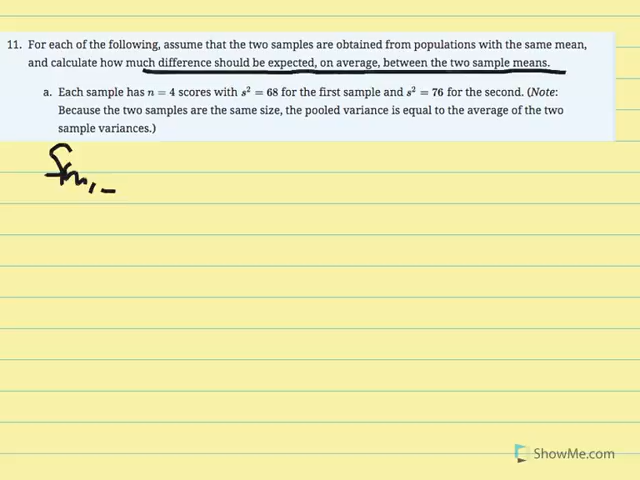 11. For each of the following, assume that the two samples are obtained from populations with the same mean,
and calculate how much difference should be expected, on average, between the two sample means.
a. Each sample has n = 4 scores with s² = 68 for the first sample and s² = 76 for the second. (Note:
Because the two samples are the same size, the pooled variance is equal to the average of the two
sample variances.)
Sm, –
ShowMe.com